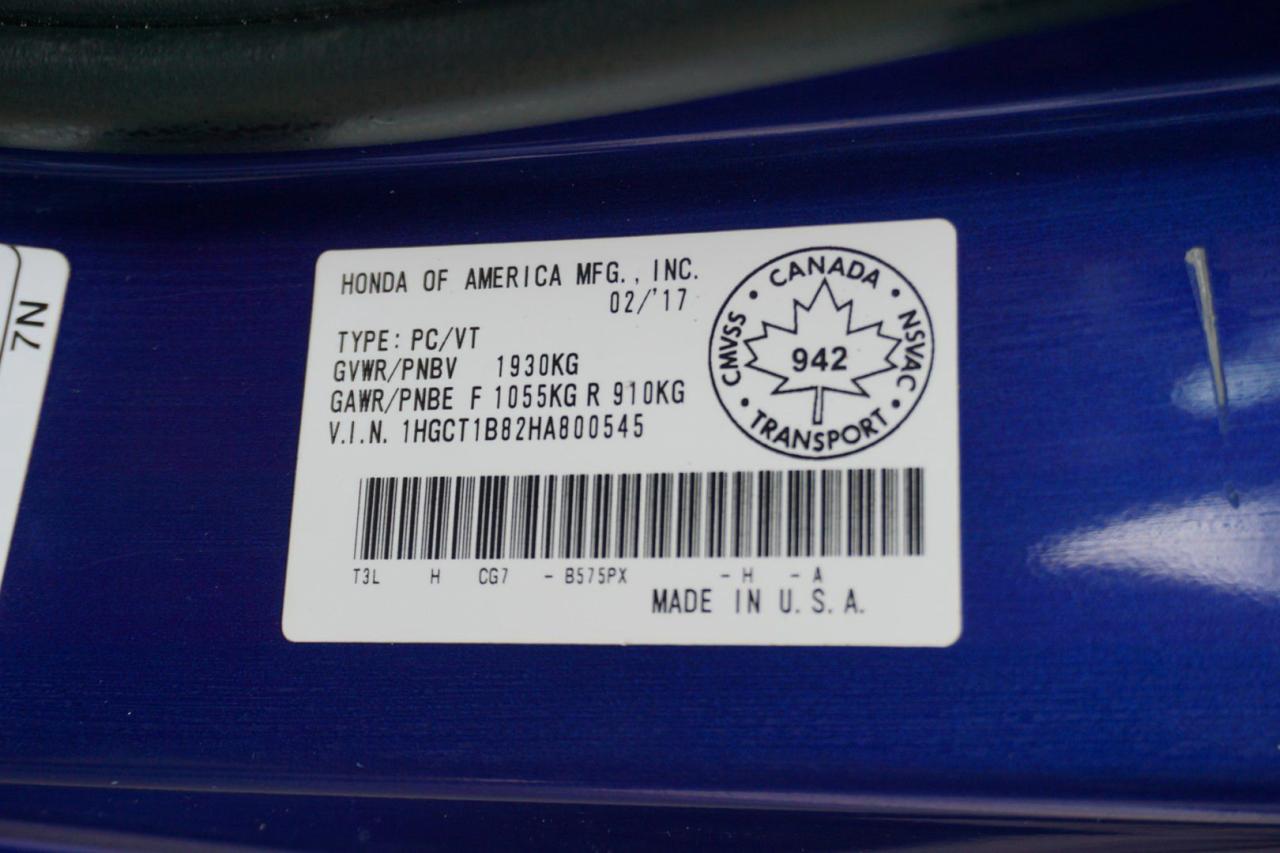 HONDA OF AMERICA MFG., INC.
02/'17
TYPE: PC/VT
GVWR/PNBV 1930KG
GAWR/PNBE F 1055KG R 910KG
V.I.N. 1HGCT1B82HA800545
CANADA
CMVSS
942
NSVAC
TRANSPORT
T3L H CG7 - B575PX - H - A
MADE IN U.S.A.
7N